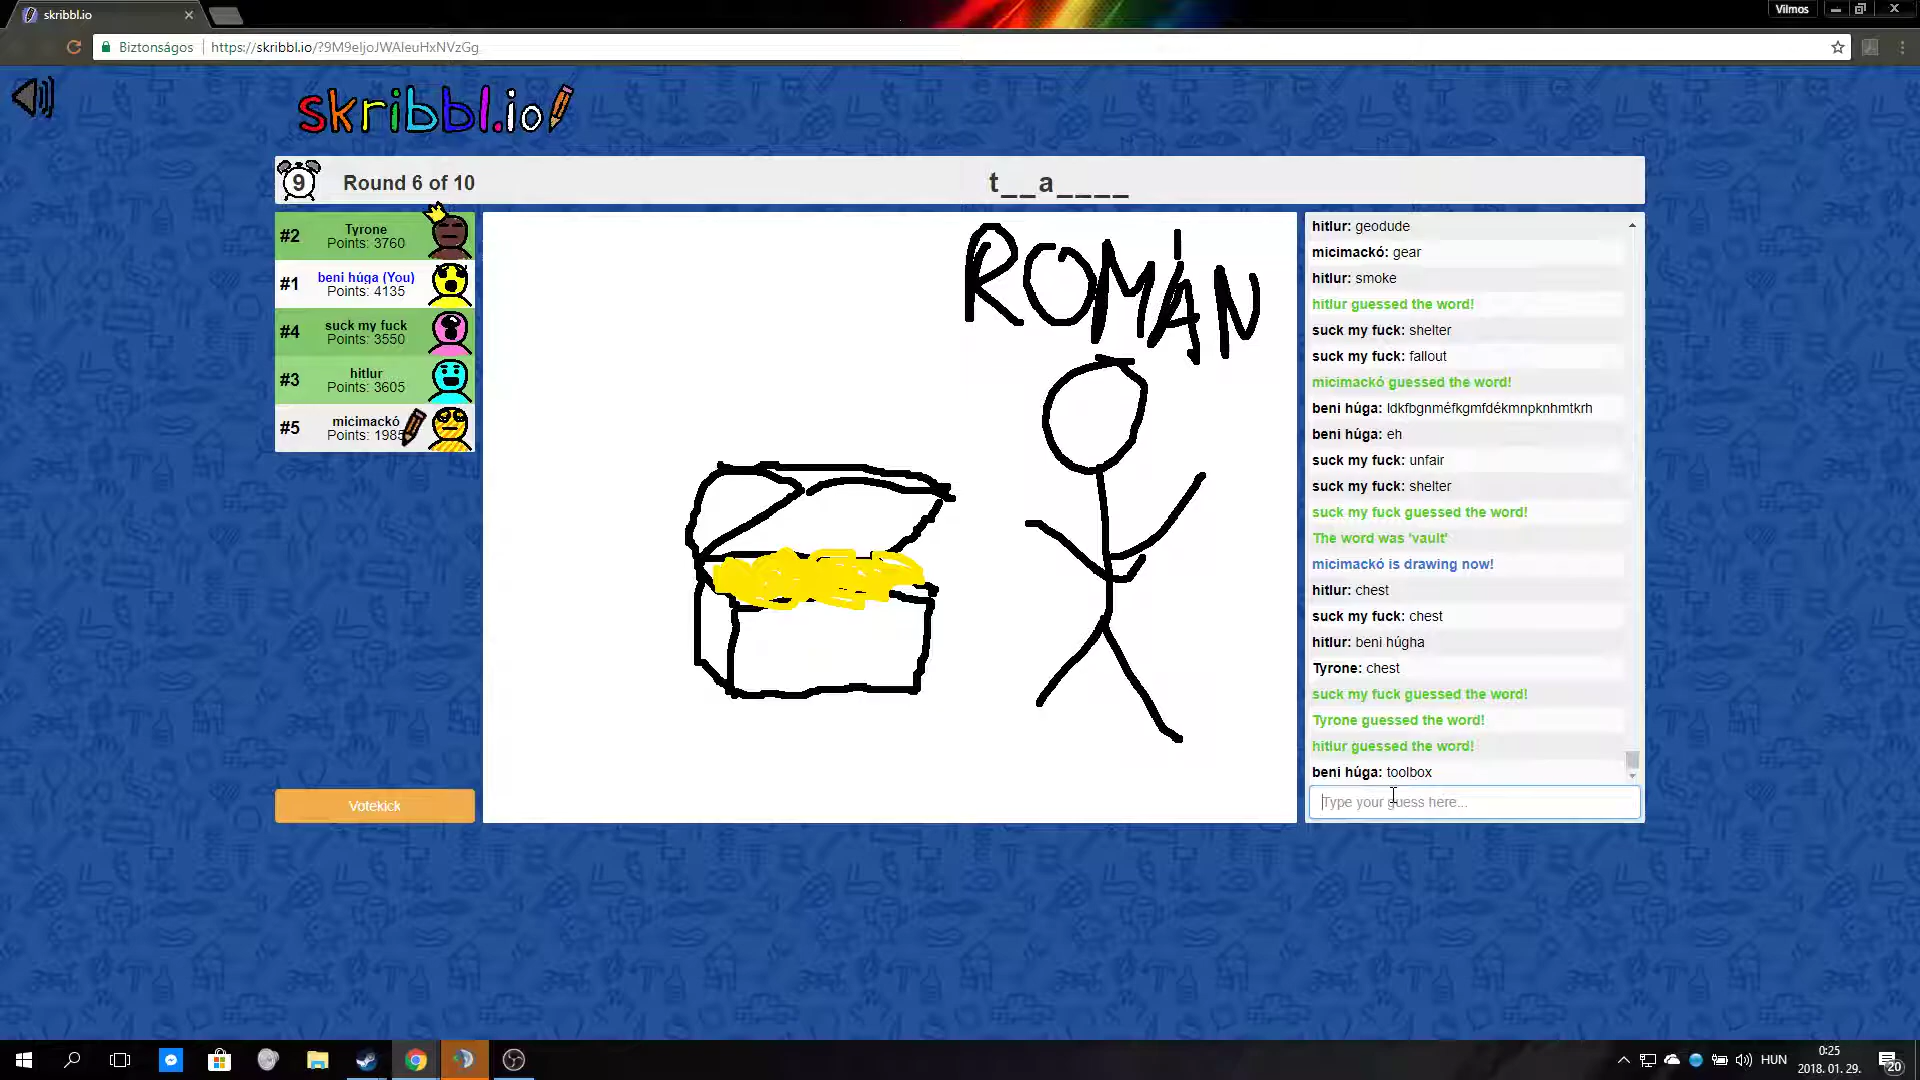 skribbl.io
Vilmos
Biztonságos https://skribbl.io/?9M9eljoJWAleuHxNVzGg
skribbl.io
9 Round 6 of 10 t__a____
#2 Tyrone
Points: 3760
#1 beni húga (You)
Points: 4135
#4 suck my fuck
Points: 3550
#3 hitlur
Points: 3605
#5 micimackó
Points: 1985
Votekick
ROMÁN
hitlur: geodude
micimackó: gear
hitlur: smoke
hitlur guessed the word!
suck my fuck: shelter
suck my fuck: fallout
micimackó guessed the word!
beni húga: ldkfbgnméfkgmfdékmnpknhmtkrh
beni húga: eh
suck my fuck: unfair
suck my fuck: shelter
suck my fuck guessed the word!
The word was 'vault'
micimackó is drawing now!
hitlur: chest
suck my fuck: chest
hitlur: beni húgha
Tyrone: chest
suck my fuck guessed the word!
Tyrone guessed the word!
hitlur guessed the word!
beni húga: toolbox
Type your guess here...
HUN
0:25
2018. 01. 29.
20